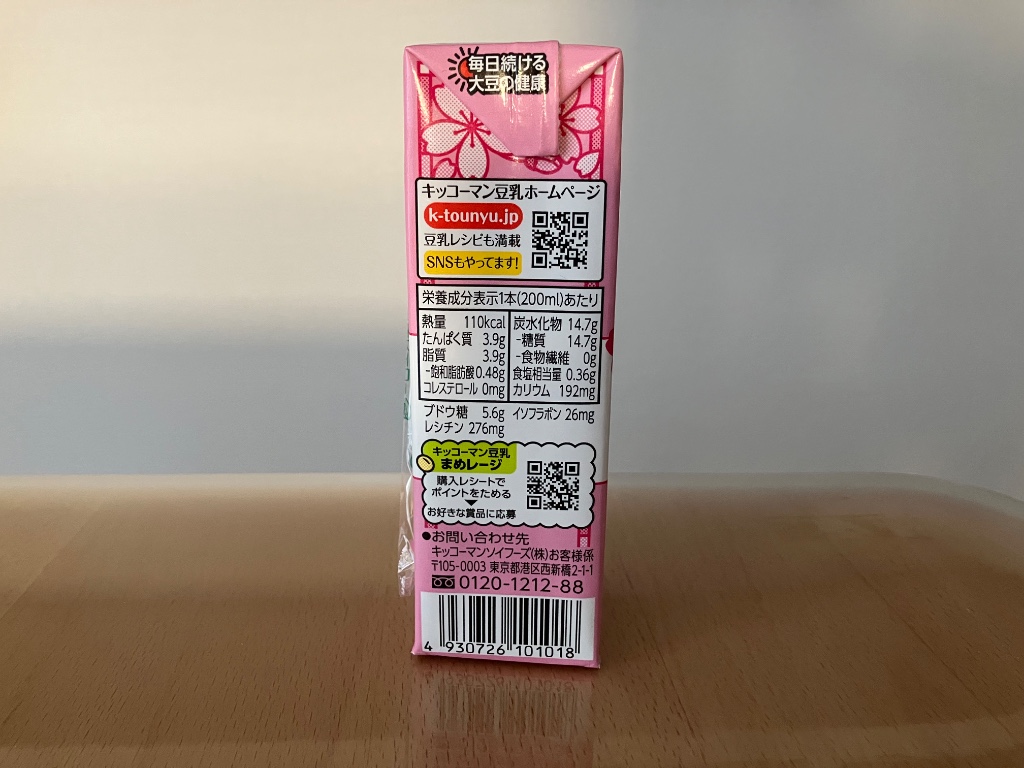 毎日続ける
大豆の健康
キッコーマン豆乳ホームページ
k-tounyu.jp
豆乳レシピも満載
SNSもやってます!
栄養成分表示1本(200ml)あたり
熱量 110kcal
たんぱく質 3.9g
脂質 3.9g
-飽和脂肪酸 0.48g
コレステロール 0mg
炭水化物 14.7g
-糖質 14.7g
-食物繊維 0g
食塩相当量 0.36g
カリウム 192mg
ブドウ糖 5.6g イソフラボン 26mg
レシチン 276mg
キッコーマン豆乳
まめレージ
購入レシートで
ポイントをためる
お好きな賞品に応募
●お問い合わせ先
キッコーマンソイフーズ(株)お客様係
〒105-0003 東京都港区西新橋2-1-1
0120-1212-88
4 930726 101018